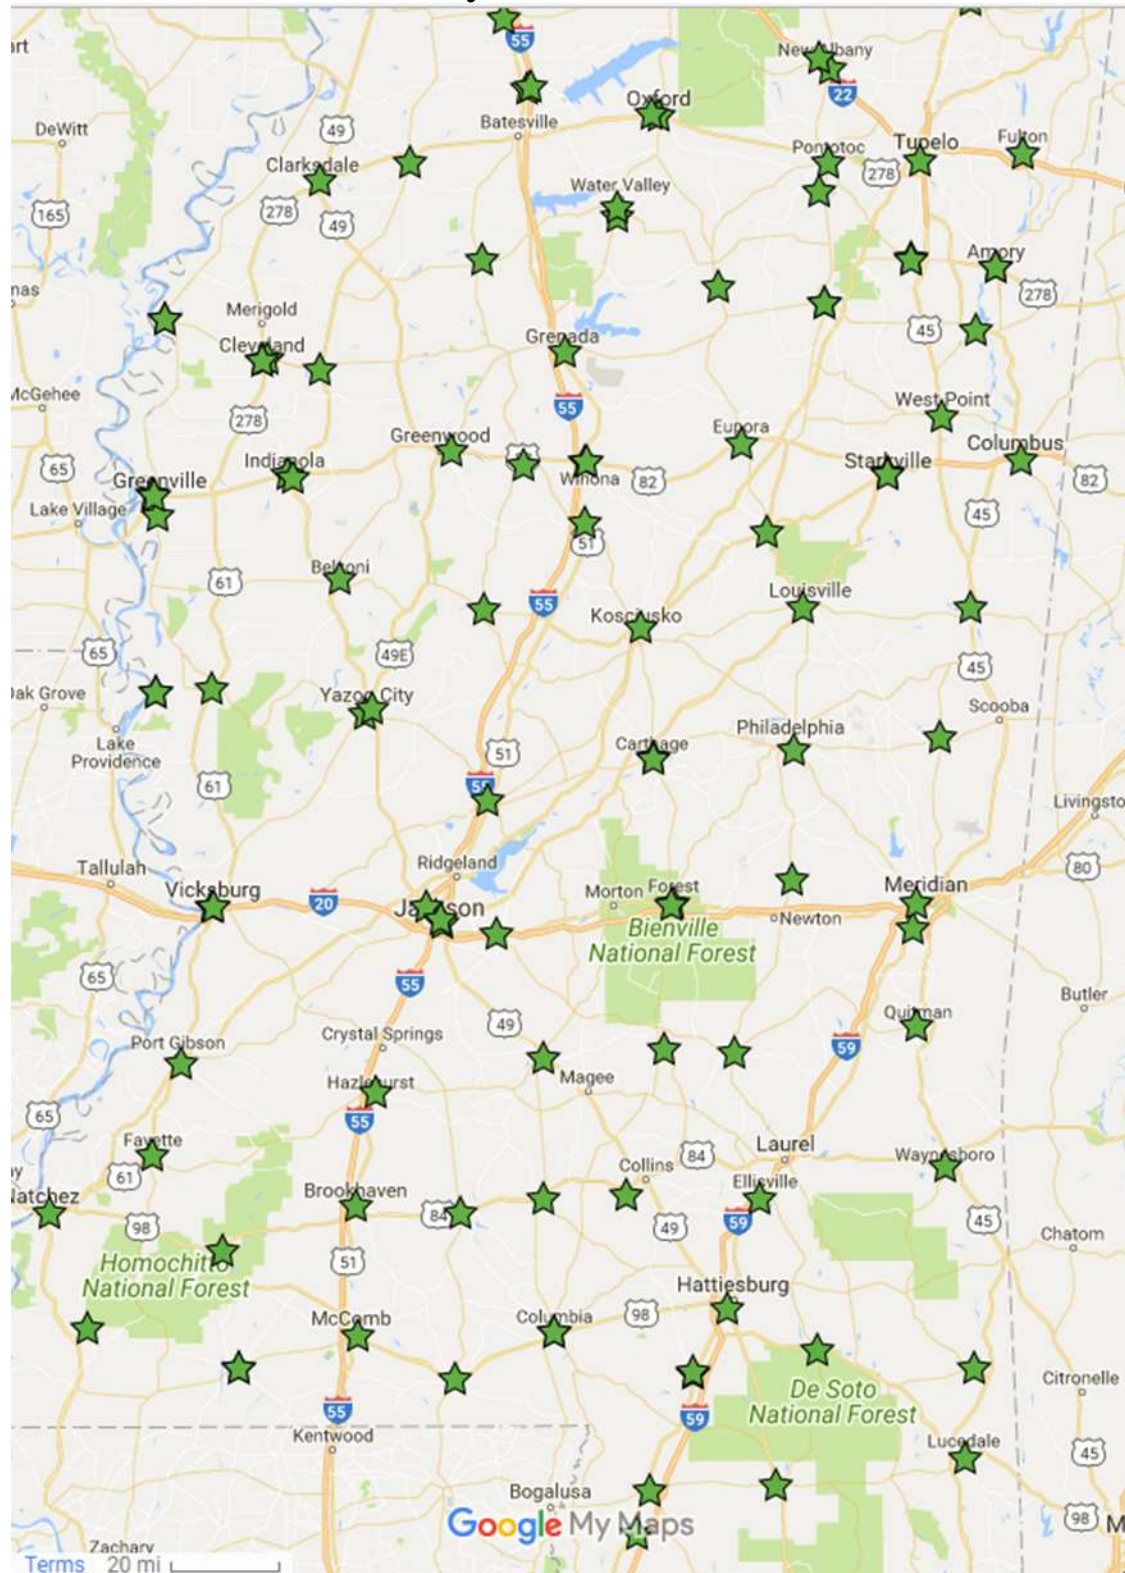 art
55
New Albany
22
Oxford
DeWitt
49
Batesville
Clarksdale
Pontotoc
Tupelo
Fulton
278
Water Valley
165
278
49
Amory
mas
278
Merigold
45
Grenada
Cleveland
McGehee
55
West Point
278
Eupora
Greenwood
Columbus
65
Indianola
Starkville
Greenville
Winona
82
82
Lake Village
45
51
Belzoni
61
Louisville
55
Kosciusko
65
49E
45
Oak Grove
Yazoo City
Scooba
Philadelphia
Lake
Providence
51
Carthage
61
55
Livingsto
Ridgeland
Tallulah
80
Vicksburg
Morton
Forest
Meridian
20
Jackson
Newton
Bienville
National Forest
65
55
Butler
49
Quitman
Crystal Springs
Port Gibson
59
Magee
Hazlehurst
65
55
Fayette
Laurel
84
Waynesboro
Collins
61
Ellisville
Natchez
Brookhaven
84
98
49
59
45
Chatom
51
Homochitto
National Forest
Hattiesburg
McComb
Columbia
98
Citronelle
De Soto
National Forest
55
59
Kentwood
Lucedale
45
Bogalusa
98
M
Google My Maps
Zachary
Terms 20 mi